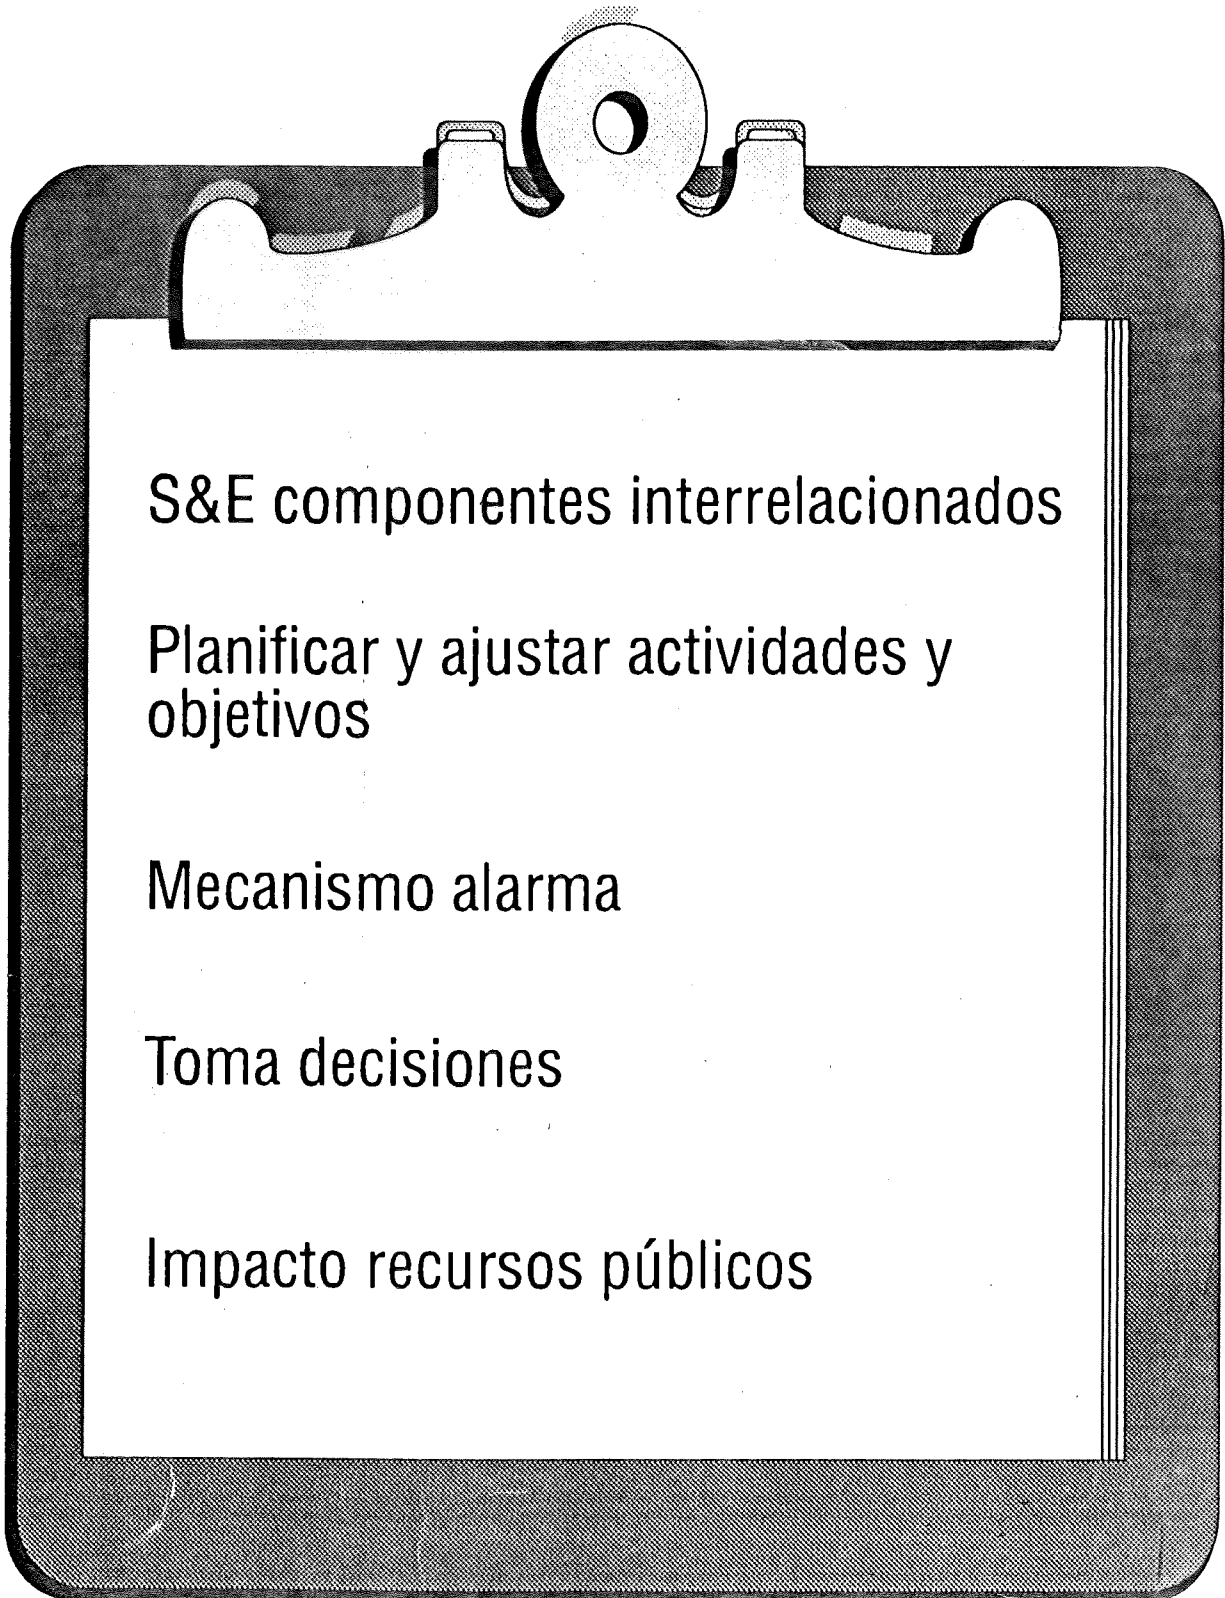 S&E componentes interrelacionados
Planificar y ajustar actividades y
objetivos
Mecanismo alarma
Toma decisiones
Impacto recursos públicos